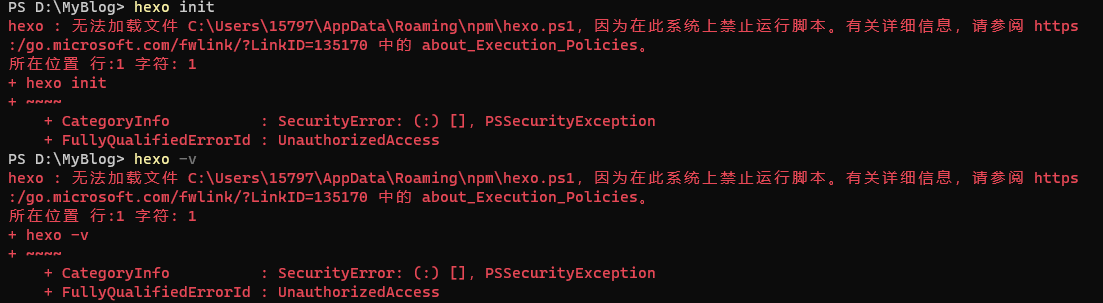 PS D:\MyBlog> hexo init
hexo : 无法加载文件 C:\Users\15797\AppData\Roaming\npm\hexo.ps1，因为在此系统上禁止运行脚本。有关详细信息，请参阅 https
:/go.microsoft.com/fwlink/?LinkID=135170 中的 about_Execution_Policies。
所在位置 行:1 字符: 1
+ hexo init
+ ~~~~
    + CategoryInfo          : SecurityError: (:) []，PSSecurityException
    + FullyQualifiedErrorId : UnauthorizedAccess
PS D:\MyBlog> hexo -v
hexo : 无法加载文件 C:\Users\15797\AppData\Roaming\npm\hexo.ps1，因为在此系统上禁止运行脚本。有关详细信息，请参阅 https
:/go.microsoft.com/fwlink/?LinkID=135170 中的 about_Execution_Policies。
所在位置 行:1 字符: 1
+ hexo -v
+ ~~~~
    + CategoryInfo          : SecurityError: (:) []，PSSecurityException
    + FullyQualifiedErrorId : UnauthorizedAccess